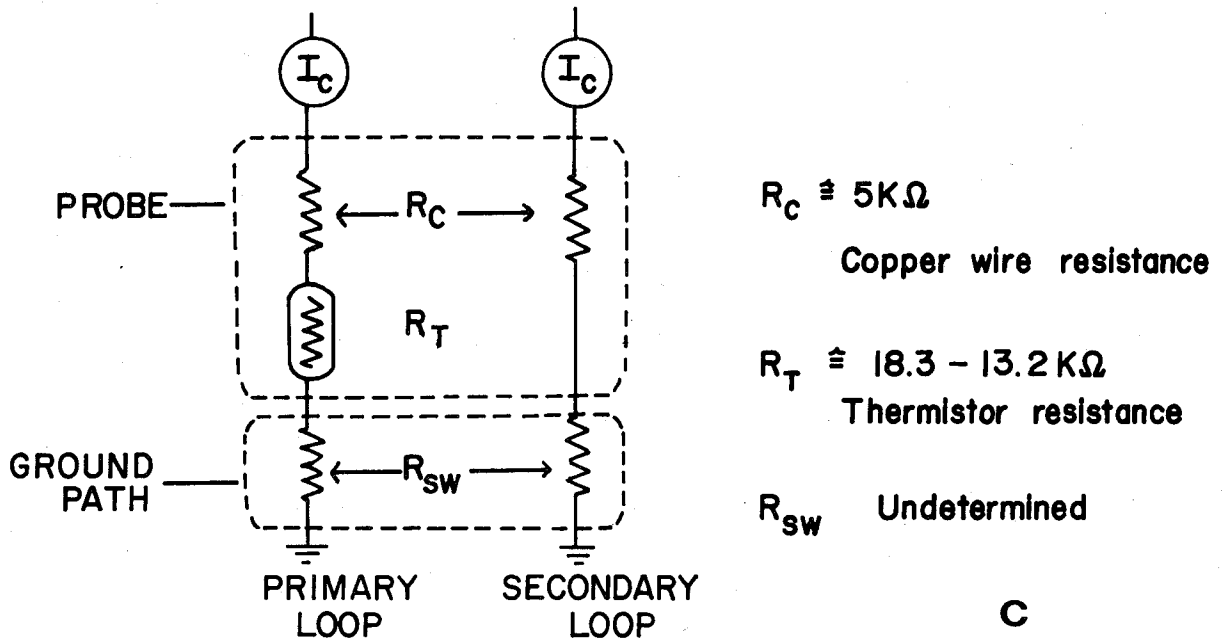 I_C I_C
PROBE
R_C
R_T
GROUND
PATH
R_SW
PRIMARY
LOOP
SECONDARY
LOOP
R_C ≙ 5KΩ
Copper wire resistance
R_T ≙ 18.3 – 13.2 KΩ
Thermistor resistance
R_SW Undetermined
C